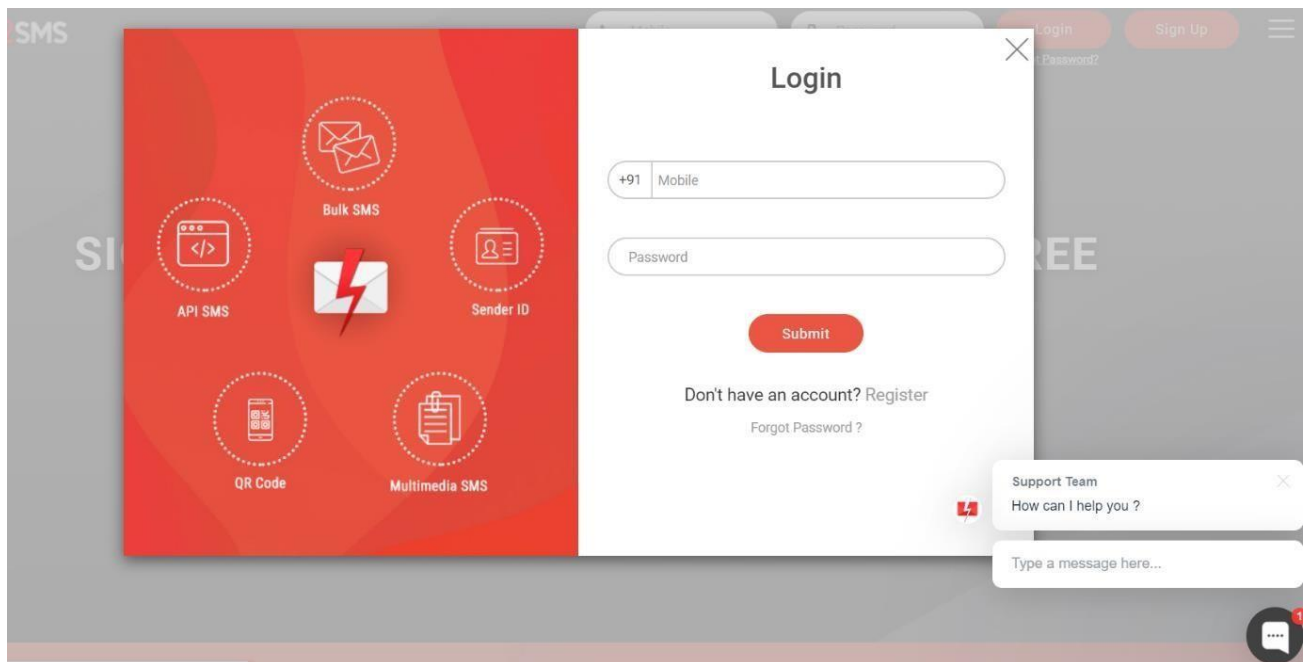 SMS
Login
Sign Up
Login
+91 Mobile
Password
Submit
Don't have an account? Register
Forgot Password ?
Bulk SMS
API SMS
Sender ID
QR Code
Multimedia SMS
Support Team
How can I help you ?
Type a message here...
1